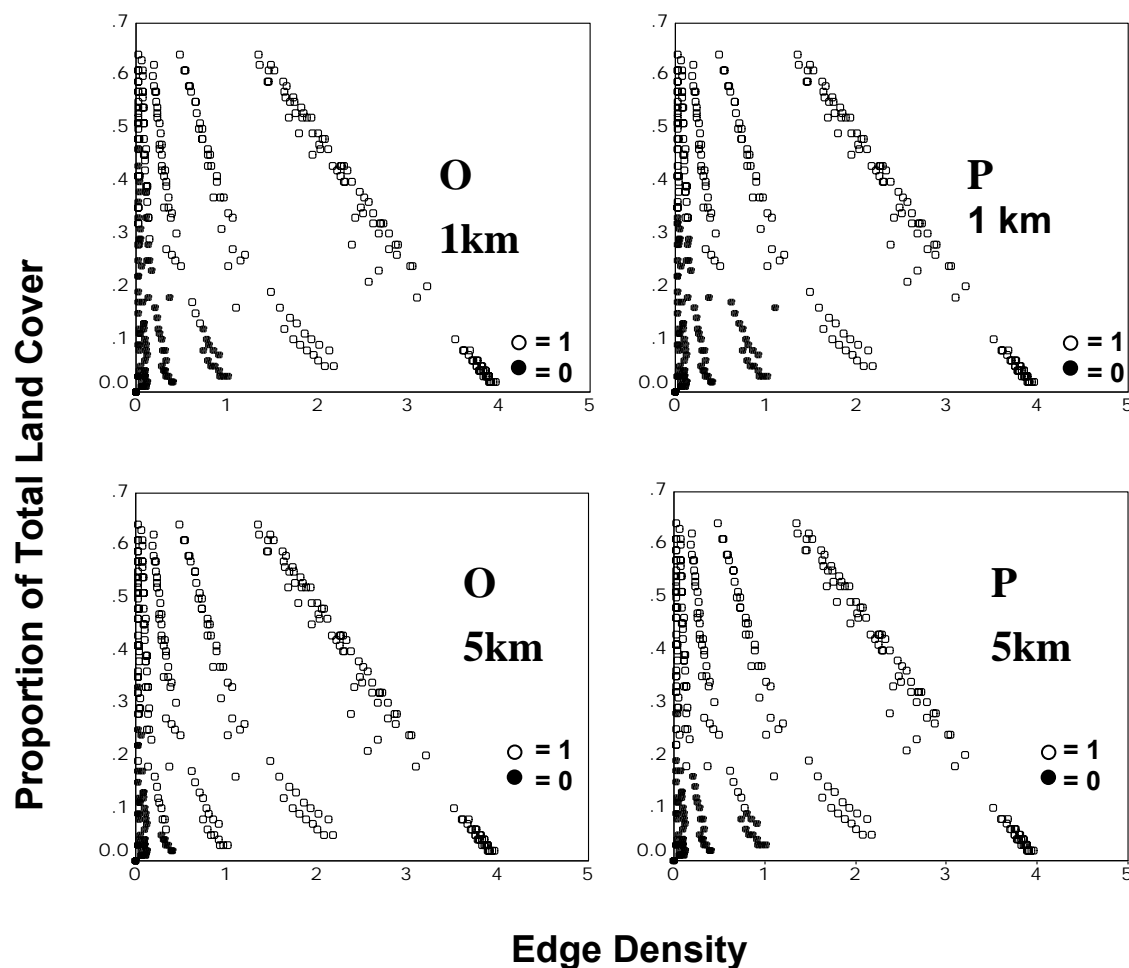 Proportion of Total Land Cover
.7
.6
.5
.4
.3
.2
.1
0.0
0 1 2 3 4 5
O
1km
= 1
= 0
.7
.6
.5
.4
.3
.2
.1
0.0
0 1 2 3 4 5
P
1 km
= 1
= 0
.7
.6
.5
.4
.3
.2
.1
0.0
0 1 2 3 4 5
O
5km
= 1
= 0
.7
.6
.5
.4
.3
.2
.1
0.0
0 1 2 3 4 5
P
5km
= 1
= 0
Edge Density